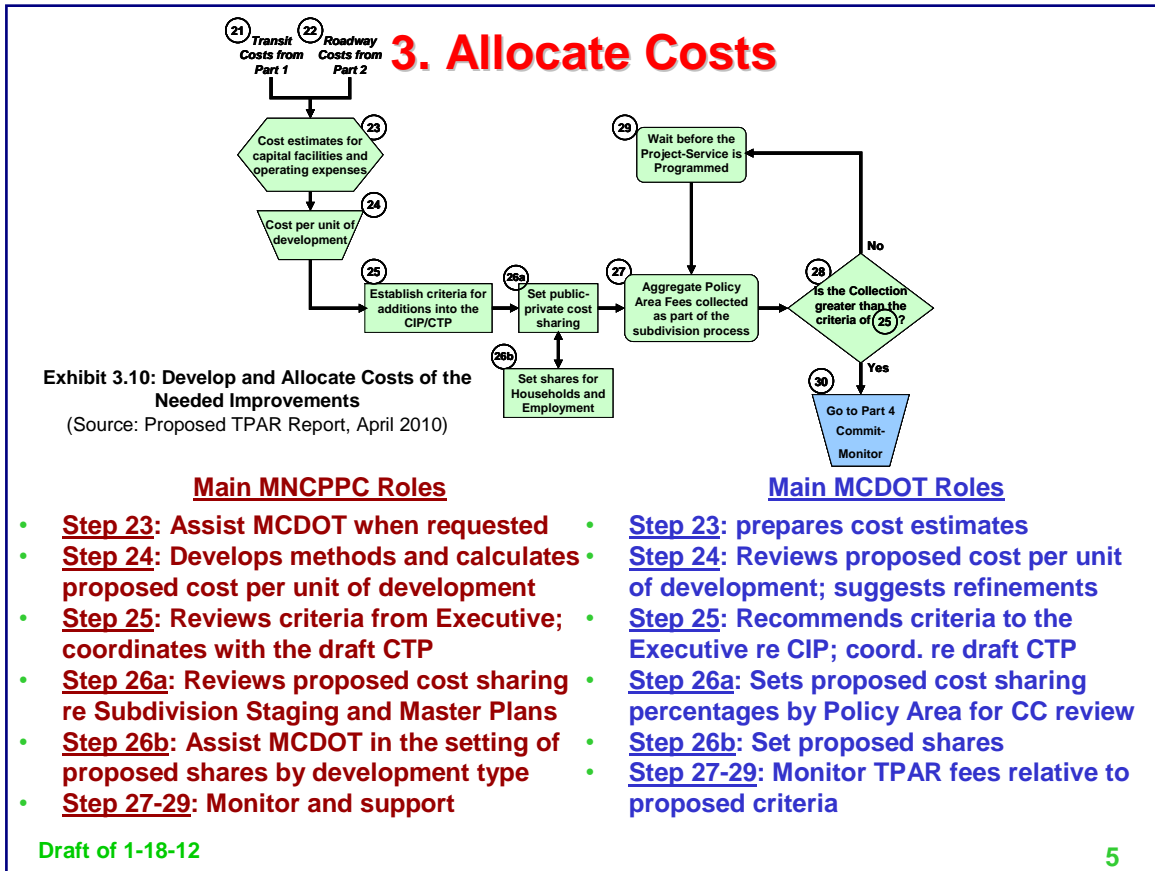 3. Allocate Costs
21
Transit
Costs from
Part 1
22
Roadway
Costs from
Part 2
23
Cost estimates for
capital facilities and
operating expenses
24
Cost per unit of
development
25
Establish criteria for
additions into the
CIP/CTP
26a
Set public-
private cost
sharing
26b
Set shares for
Households and
Employment
27
Aggregate Policy
Area Fees collected
as part of the
subdivision process
28
Is the Collection
greater than the
criteria of 25 ?
No
29
Wait before the
Project-Service is
Programmed
Yes
30
Go to Part 4
Commit-
Monitor
Exhibit 3.10: Develop and Allocate Costs of the
Needed Improvements
(Source: Proposed TPAR Report, April 2010)
Main MNCPPC Roles
• Step 23: Assist MCDOT when requested
• Step 24: Develops methods and calculates
proposed cost per unit of development
• Step 25: Reviews criteria from Executive;
coordinates with the draft CTP
• Step 26a: Reviews proposed cost sharing
re Subdivision Staging and Master Plans
• Step 26b: Assist MCDOT in the setting of
proposed shares by development type
• Step 27-29: Monitor and support
Main MCDOT Roles
• Step 23: prepares cost estimates
• Step 24: Reviews proposed cost per unit
of development; suggests refinements
• Step 25: Recommends criteria to the
Executive re CIP; coord. re draft CTP
• Step 26a: Sets proposed cost sharing
percentages by Policy Area for CC review
• Step 26b: Set proposed shares
• Step 27-29: Monitor TPAR fees relative to
proposed criteria
Draft of 1-18-12
5